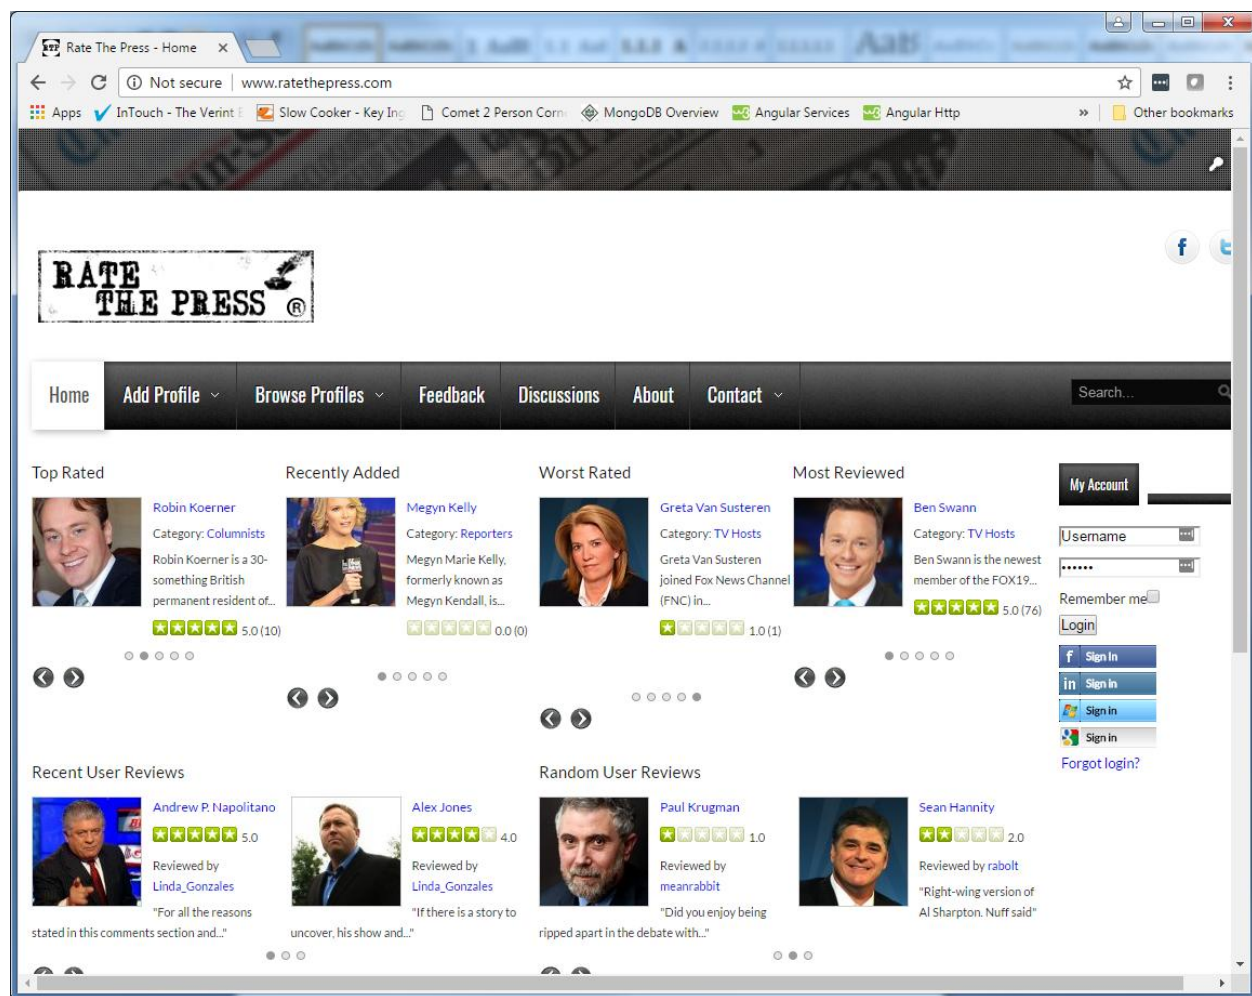 Rate The Press - Home
Not secure | www.ratethepress.com
Apps InTouch - The Verint Slow Cooker - Key Ing Comet 2 Person Corn MongoDB Overview Angular Services Angular Http » Other bookmarks
RATE
THE PRESS ®
Home Add Profile Browse Profiles Feedback Discussions About Contact Search...
Top Rated
Robin Koerner
Category: Columnists
Robin Koerner is a 30-
something British
permanent resident of...
5.0 (10)
Recently Added
Megyn Kelly
Category: Reporters
Megyn Marie Kelly,
formerly known as
Megyn Kendall, is...
0.0 (0)
Worst Rated
Greta Van Susteren
Category: TV Hosts
Greta Van Susteren
joined Fox News Channel
(FNC) in...
1.0 (1)
Most Reviewed
Ben Swann
Category: TV Hosts
Ben Swann is the newest
member of the FOX19...
5.0 (76)
My Account
Username
Remember me
Login
f Sign In
in Sign In
Sign in
Sign in
Forgot login?
Recent User Reviews
Andrew P. Napolitano
5.0
Reviewed by
Linda_Gonzales
"For all the reasons
stated in this comments section and..."
Alex Jones
4.0
Reviewed by
Linda_Gonzales
"If there is a story to
uncover, his show and..."
Random User Reviews
Paul Krugman
1.0
Reviewed by
meanrabbit
"Did you enjoy being
ripped apart in the debate with..."
Sean Hannity
2.0
Reviewed by rabolt
"Right-wing version of
Al Sharpton. Nuff said"